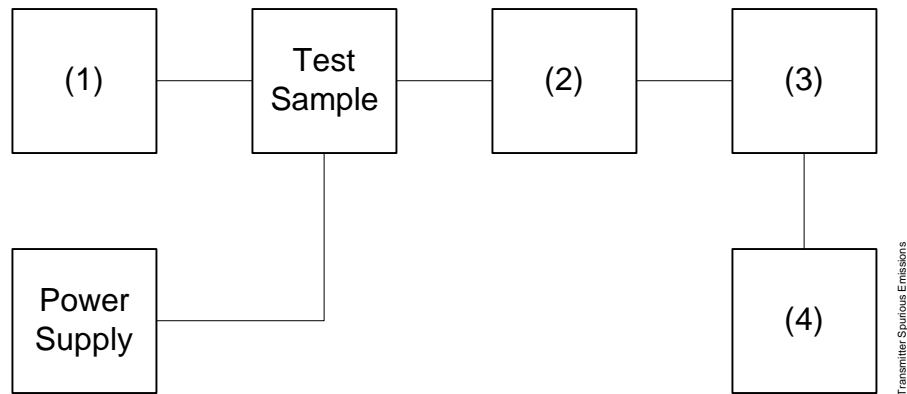 (1)
Test
Sample
(2)
(3)
Power
Supply
(4)
Transmitter Spurious Emissions